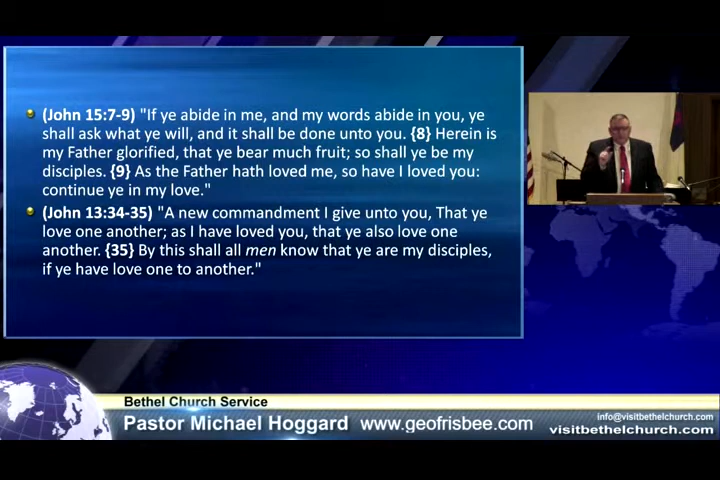 (John 15:7-9) "If ye abide in me, and my words abide in you, ye
shall ask what ye will, and it shall be done unto you. {8} Herein is
my Father glorified, that ye bear much fruit; so shall ye be my
disciples. {9} As the Father hath loved me, so have I loved you:
continue ye in my love."
(John 13:34-35) "A new commandment I give unto you, That ye
love one another; as I have loved you, that ye also love one
another. {35} By this shall all men know that ye are my disciples,
if ye have love one to another."
Bethel Church Service
Pastor Michael Hoggard www.geofrisbee.com
info@visitbethelchurch.com
visitbethelchurch.com